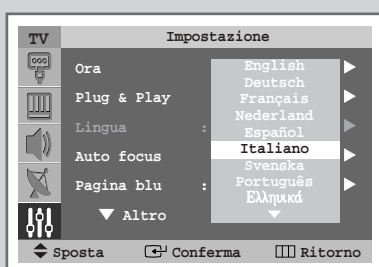 TV Impostazione
Ora
Plug & Play
Lingua :
Auto focus
Pagina blu :
▼ Altro
English
Deutsch
Français
Nederland
Español
Italiano
Svenska
Português
Ελληνικά
Sposta Conferma Ritorno